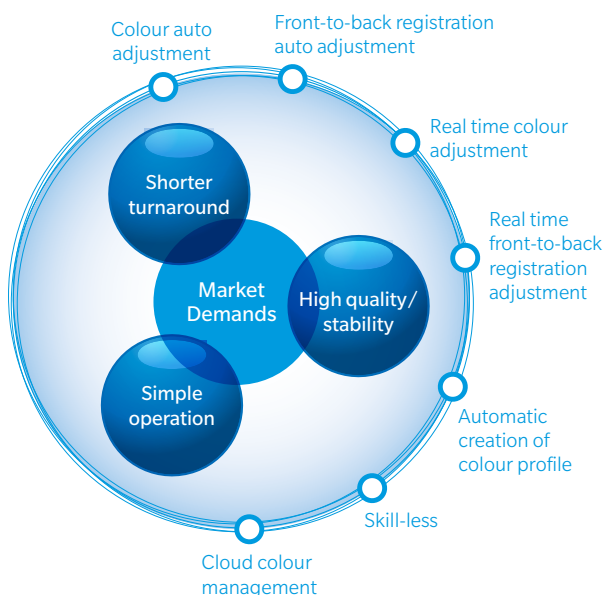 Colour auto
adjustment
Front-to-back registration
auto adjustment
Real time colour
adjustment
Real time
front-to-back
registration
adjustment
Shorter
turnaround
Market
Demands
High quality/
stability
Simple
operation
Automatic
creation of
colour profile
Skill-less
Cloud colour
management